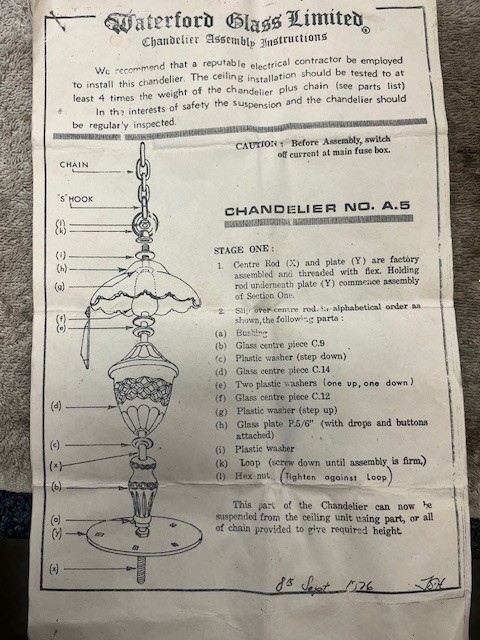 Waterford Glass Limited
Chandelier Assembly Instructions
We recommend that a reputable electrical contractor be employed
to install this chandelier. The ceiling installation should be tested to at
least 4 times the weight of the chandelier plus chain (see parts list)
In the interests of safety the suspension and the chandelier should
be regularly inspected.
CAUTION: Before Assembly, switch
off current at main fuse box.
CHAIN
"S" HOOK
(l)
(k)
(i)
(h)
(g)
(f)
(e)
(d)
(c)
(x)
(b)
(a)
(y)
(x)
CHANDELIER NO. A.5
STAGE ONE:
1. Centre Rod (X) and plate (Y) are factory
assembled and threaded with flex. Holding
rod underneath plate (Y) commence assembly
of Section One.
2. Slip over centre rod, in alphabetical order as
shown, the following parts :
(a) Bushing
(b) Glass centre piece C.9
(c) Plastic washer (step down)
(d) Glass centre piece C.14
(e) Two plastic washers (one up, one down)
(f) Glass centre piece C.12
(g) Plastic washer (step up)
(h) Glass plate P.5/6" (with drops and buttons
attached)
(i) Plastic washer
(k) Loop (screw down until assembly is firm,)
(l) Hex nut (Tighten against Loop)
This part of the Chandelier can now be
suspended from the ceiling unit using part, or all
of chain provided to give required height.
8th Sept